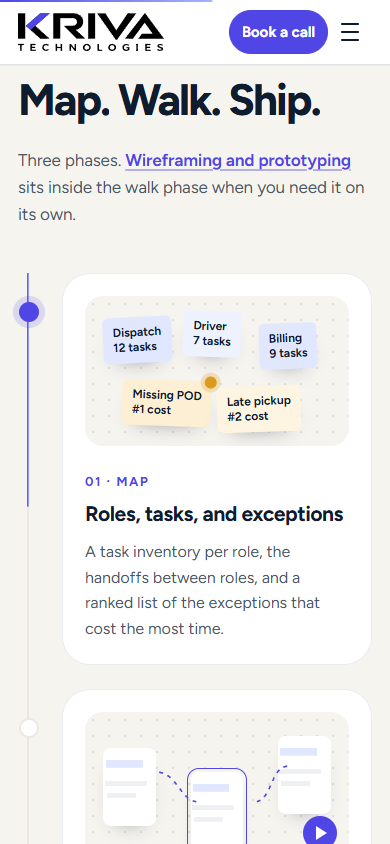 KRIVA
TECHNOLOGIES
Book a call
Map. Walk. Ship.
Three phases. Wireframing and prototyping
sits inside the walk phase when you need it on
its own.
Dispatch
12 tasks
Driver
7 tasks
Billing
9 tasks
Missing POD
#1 cost
Late pickup
#2 cost
01 · MAP
Roles, tasks, and exceptions
A task inventory per role, the
handoffs between roles, and a
ranked list of the exceptions that
cost the most time.